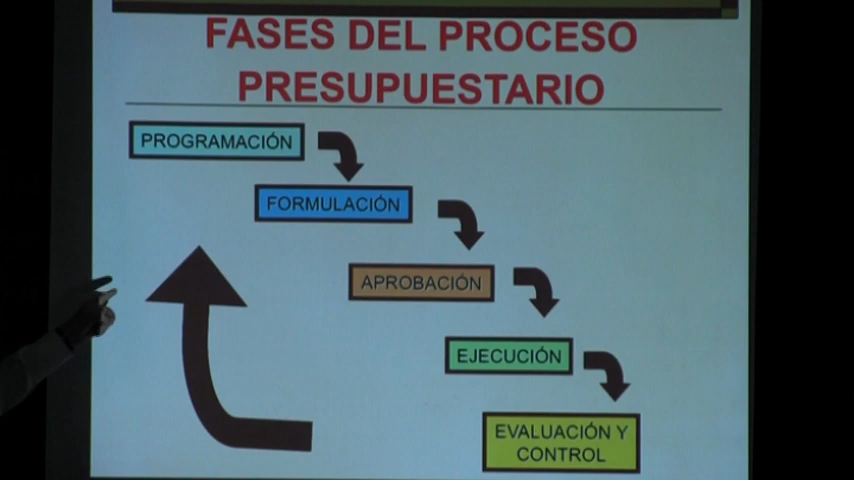 FASES DEL PROCESO
PRESUPUESTARIO
PROGRAMACIÓN
FORMULACIÓN
APROBACIÓN
EJECUCIÓN
EVALUACIÓN Y
CONTROL